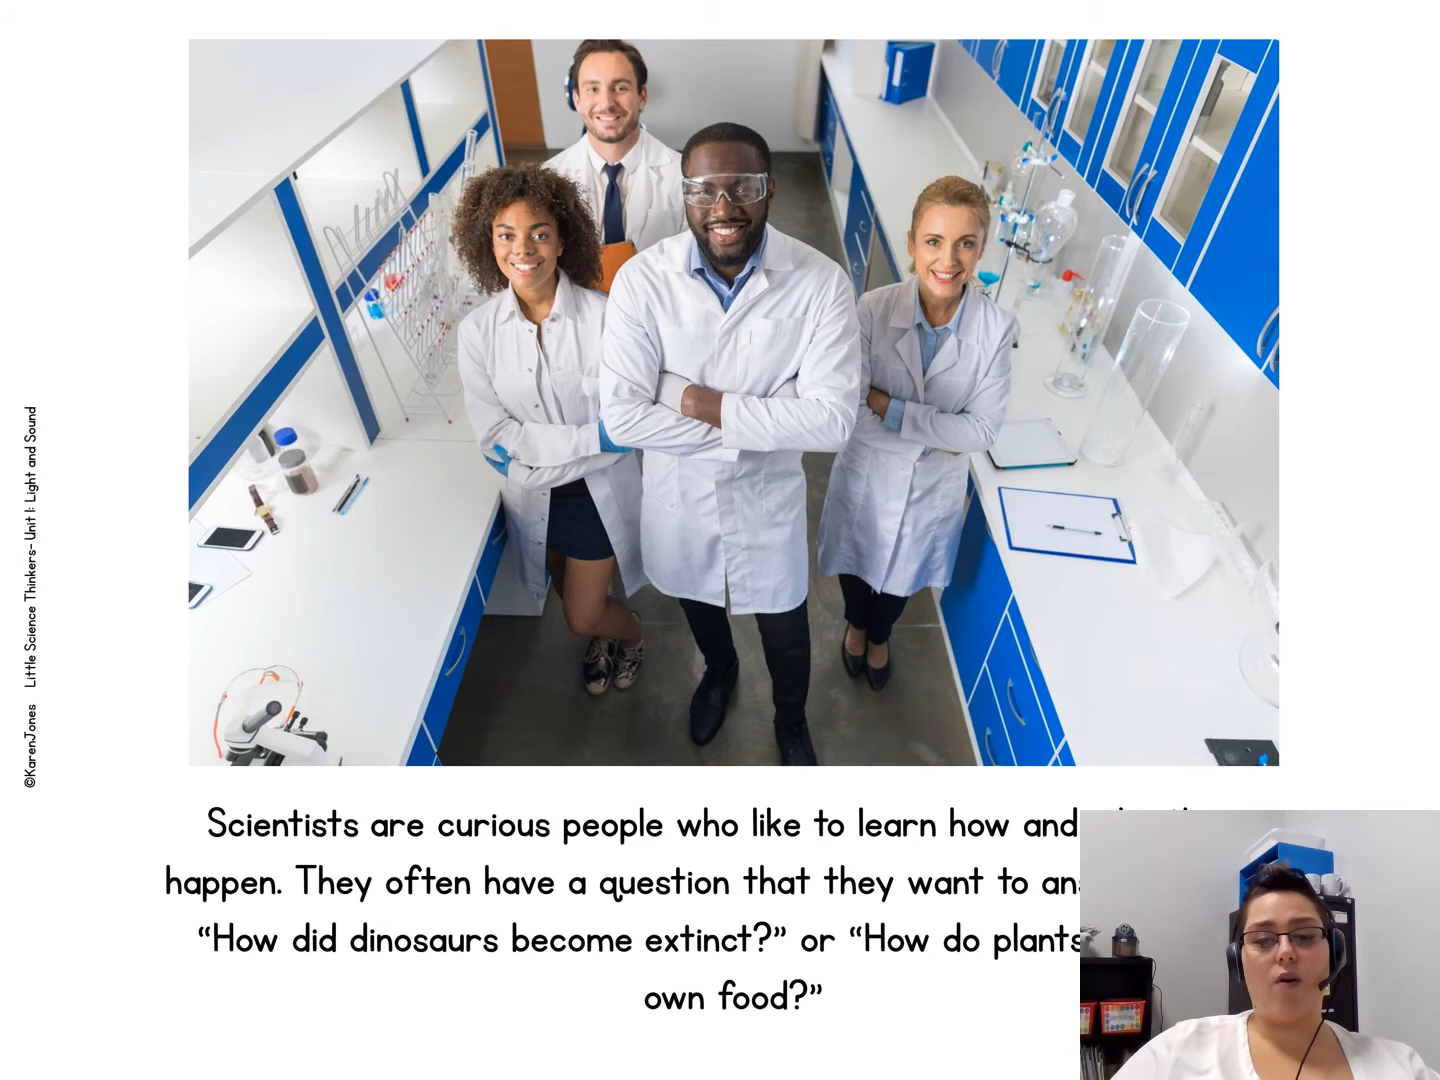 Scientists are curious people who like to learn how and
happen. They often have a question that they want to
“How did dinosaurs become extinct?” or “How do plants
own food?”
©KarenJones Little Science Thinkers- Unit 1: Light and Sound